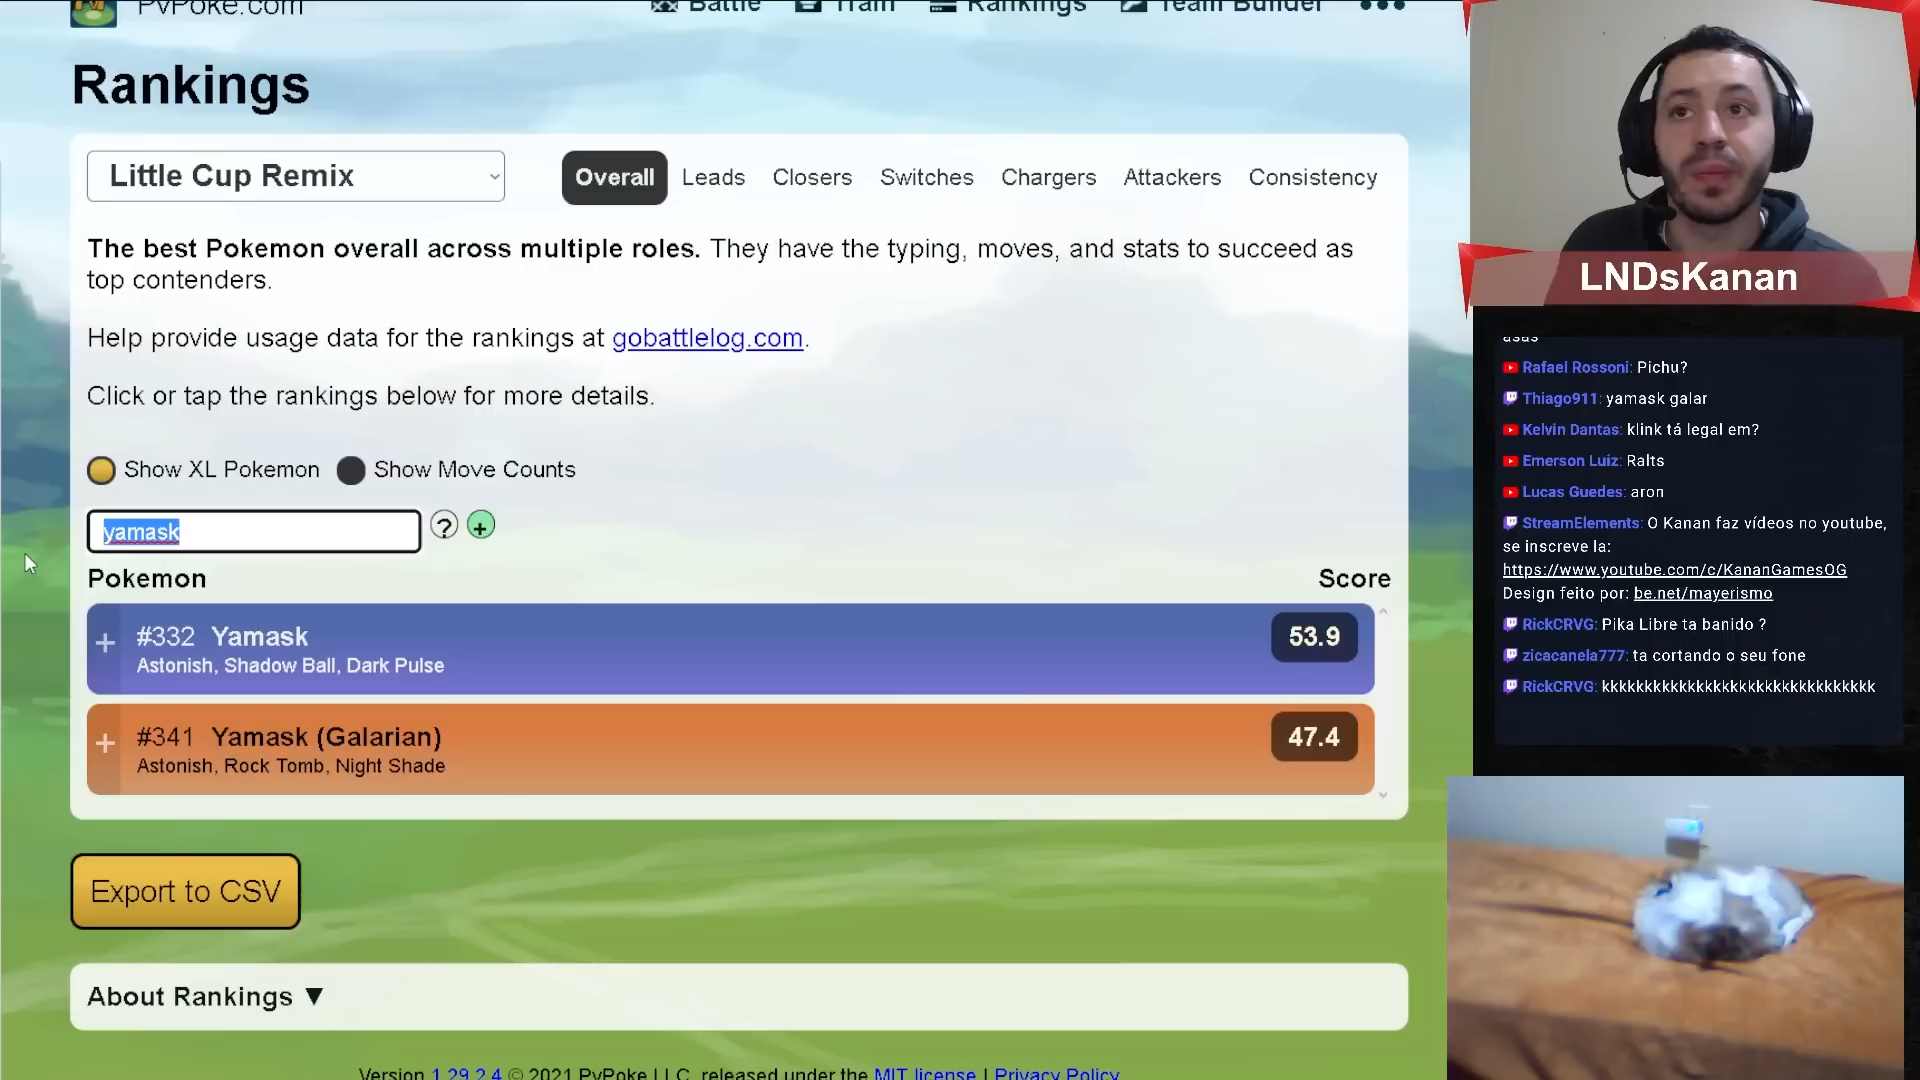 PvPoke.com
Battle
Train
Rankings
Team Builder
Rankings
Little Cup Remix
Overall
Leads
Closers
Switches
Chargers
Attackers
Consistency
The best Pokemon overall across multiple roles. They have the typing, moves, and stats to succeed as
top contenders.
Help provide usage data for the rankings at gobattlelog.com.
Click or tap the rankings below for more details.
Show XL Pokemon
Show Move Counts
yamask
?
+
Pokemon
Score
+
#332 Yamask
53.9
Astonish, Shadow Ball, Dark Pulse
+
#341 Yamask (Galarian)
47.4
Astonish, Rock Tomb, Night Shade
Export to CSV
About Rankings ▼
Version 1.29.2.4 © 2021 PvPoke LLC, released under the MIT license | Privacy Policy
LNDsKanan
asas
Rafael Rossoni: Pichu?
Thiago911: yamask galar
Kelvin Dantas: klink tá legal em?
Emerson Luiz: Ralts
Lucas Guedes: aron
StreamElements: O Kanan faz vídeos no youtube,
se inscreve la:
https://www.youtube.com/c/KananGamesOG
Design feito por: be.net/mayerismo
RickCRVG: Pika Libre ta banido ?
zicacanela777: ta cortando o seu fone
RickCRVG: kkkkkkkkkkkkkkkkkkkkkkkkkkkkkk